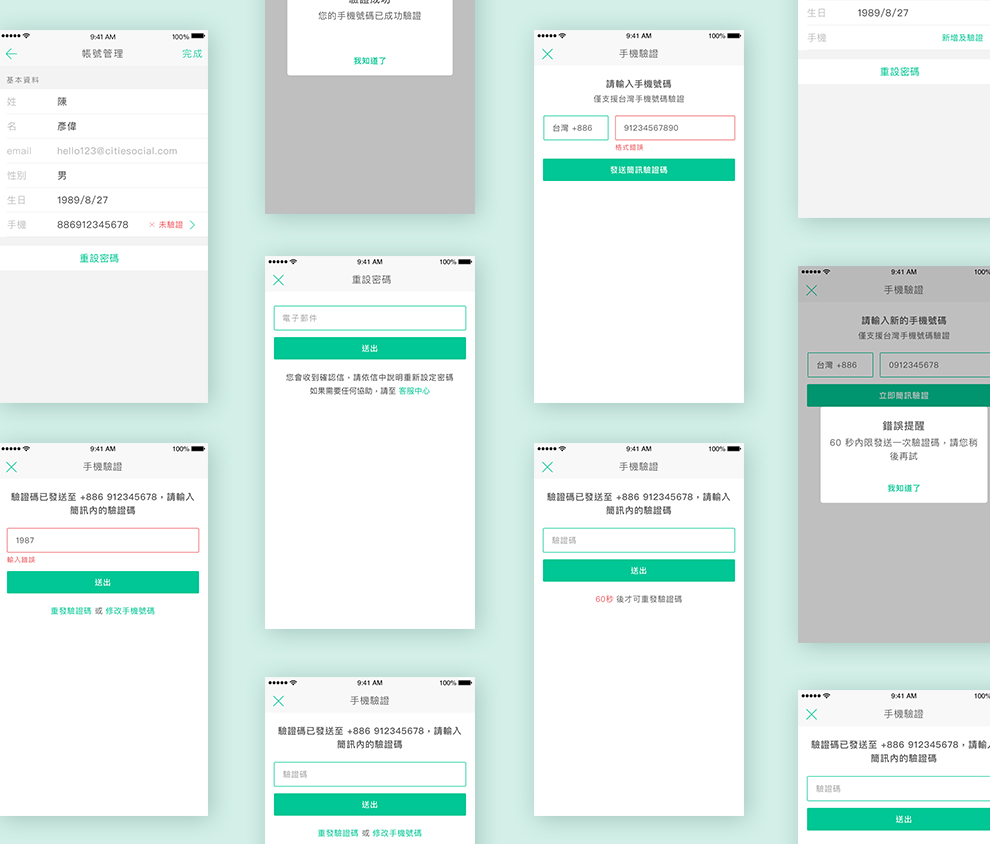 9:41 AM
100%
帳號管理
完成
基本資料
姓
陳
名
彥偉
email
hello123@citiesocial.com
性別
男
生日
1989/8/27
手機
886912345678
× 未驗證
重設密碼
9:41 AM
100%
手機驗證
驗證碼已發送至 +886 912345678，請輸入
簡訊內的驗證碼
1987
輸入錯誤
送出
重發驗證碼 或 修改手機號碼
驗證成功
您的手機號碼已成功驗證
我知道了
9:41 AM
100%
重設密碼
電子郵件
送出
您會收到確認信，請依信中說明重新設定密碼
如果需要任何協助，請至 客服中心
9:41 AM
100%
手機驗證
驗證碼已發送至 +886 912345678，請輸入
簡訊內的驗證碼
驗證碼
送出
重發驗證碼 或 修改手機號碼
9:41 AM
100%
手機驗證
請輸入手機號碼
僅支援台灣手機號碼驗證
台灣 +886
91234567890
格式錯誤
發送簡訊驗證碼
9:41 AM
100%
手機驗證
驗證碼已發送至 +886 912345678，請輸入
簡訊內的驗證碼
驗證碼
送出
60秒 後才可重發驗證碼
生日
1989/8/27
手機
新增及驗證
重設密碼
9:41 AM
100%
手機驗證
請輸入新的手機號碼
僅支援台灣手機號碼驗證
台灣 +886
0912345678
立即簡訊驗證
錯誤提醒
60 秒內限發送一次驗證碼，請您稍
後再試
我知道了
9:41 AM
100%
手機驗證
驗證碼已發送至 +886 912345678，請輸
簡訊內的驗證碼
驗證碼
送出